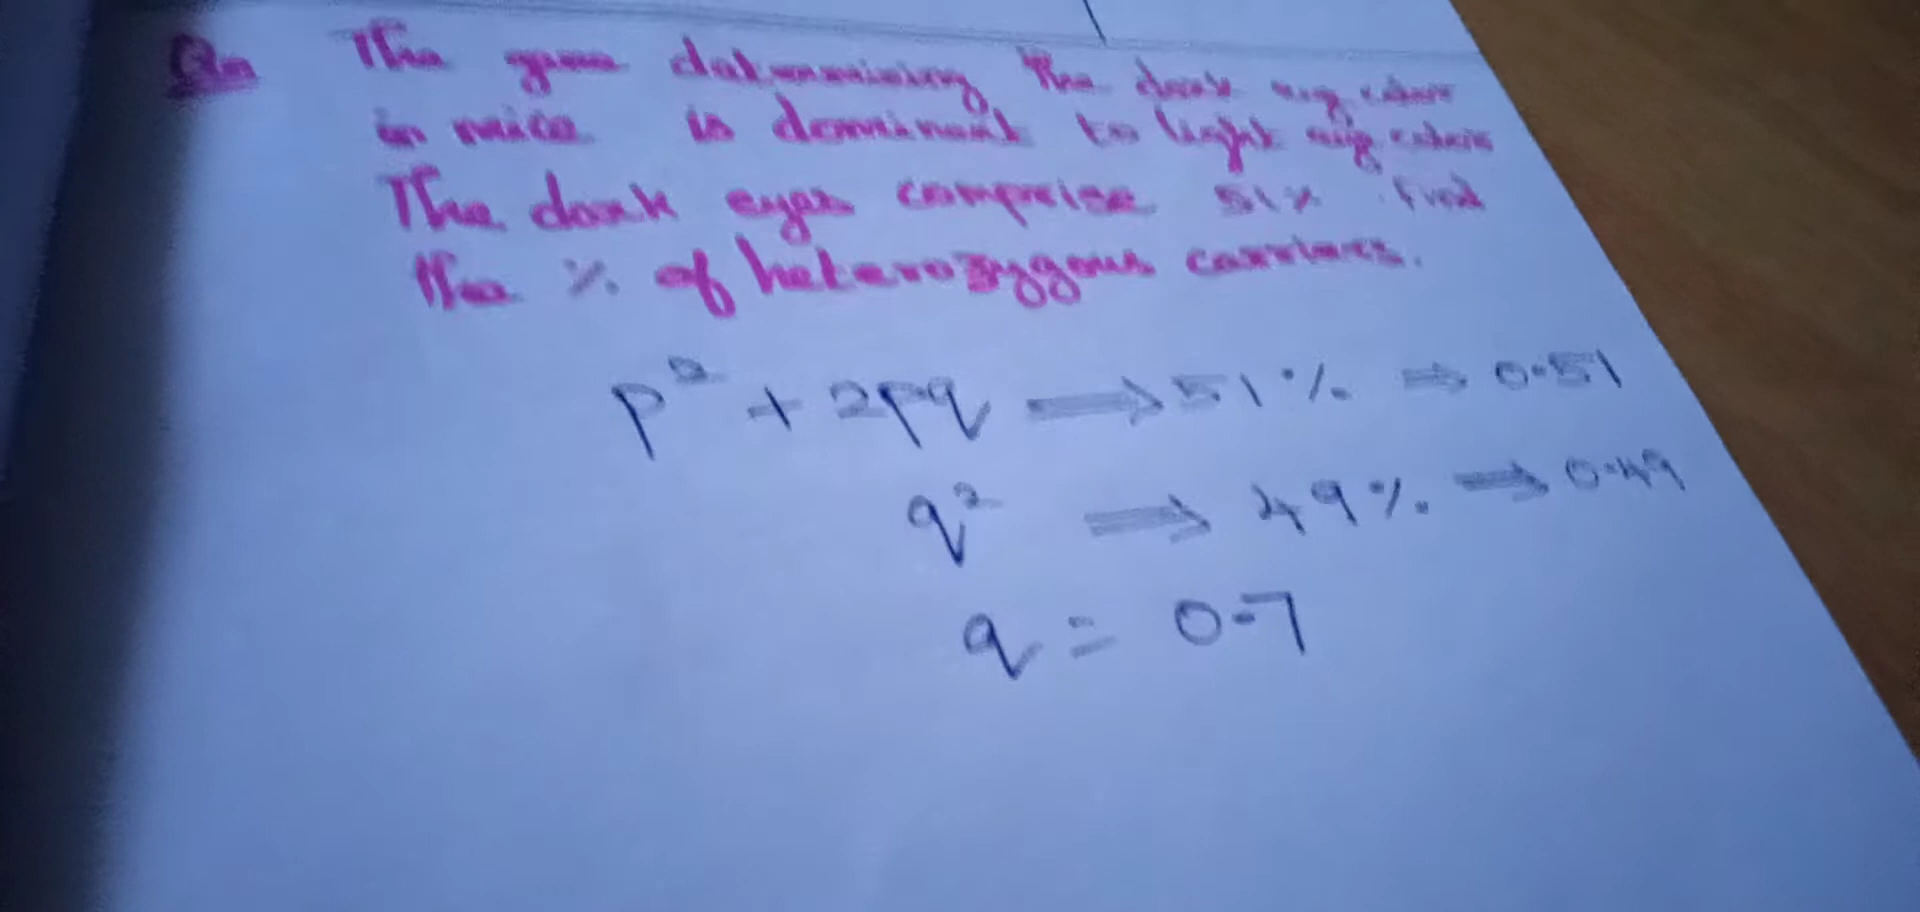 Qn The gene determining the dark eye colour
in mice is dominant to light eye colour
The dark eyes comprise 51% . Find
the % of heterozygous carriers.
p² + 2pq → 51% ⇒ 0.51
q² ⇒ 49% ⇒ 0.49
q = 0.7